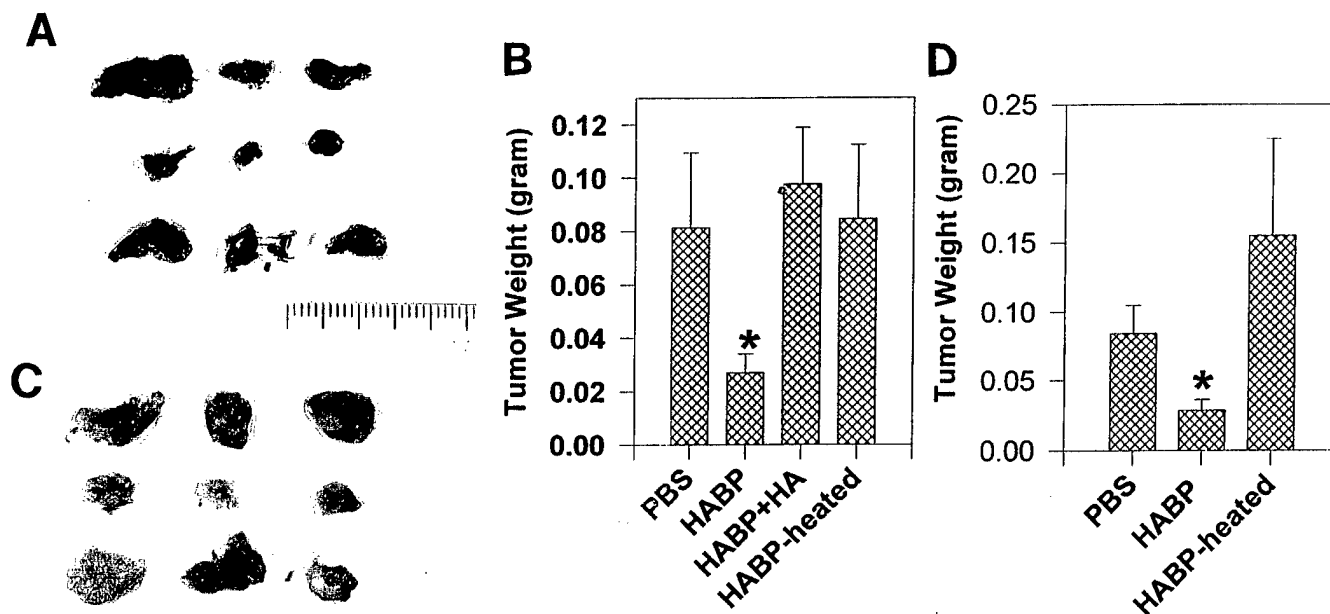 A
B
Tumor Weight (gram)
0.12
0.10
0.08
0.06
0.04
0.02
0.00
*
PBS
HABP
HABP+HA
HABP-heated
D
Tumor Weight (gram)
0.25
0.20
0.15
0.10
0.05
0.00
*
PBS
HABP
HABP-heated
C